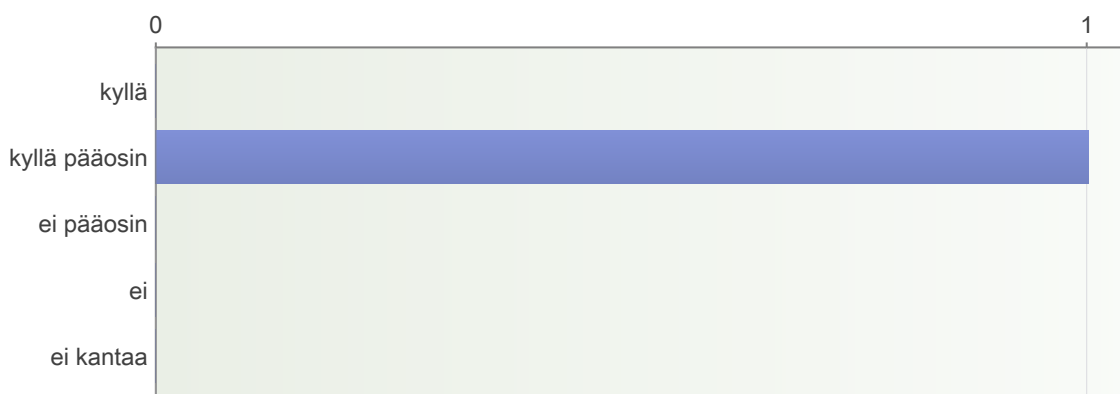 0 1
kyllä
kyllä pääosin
ei pääosin
ei
ei kantaa